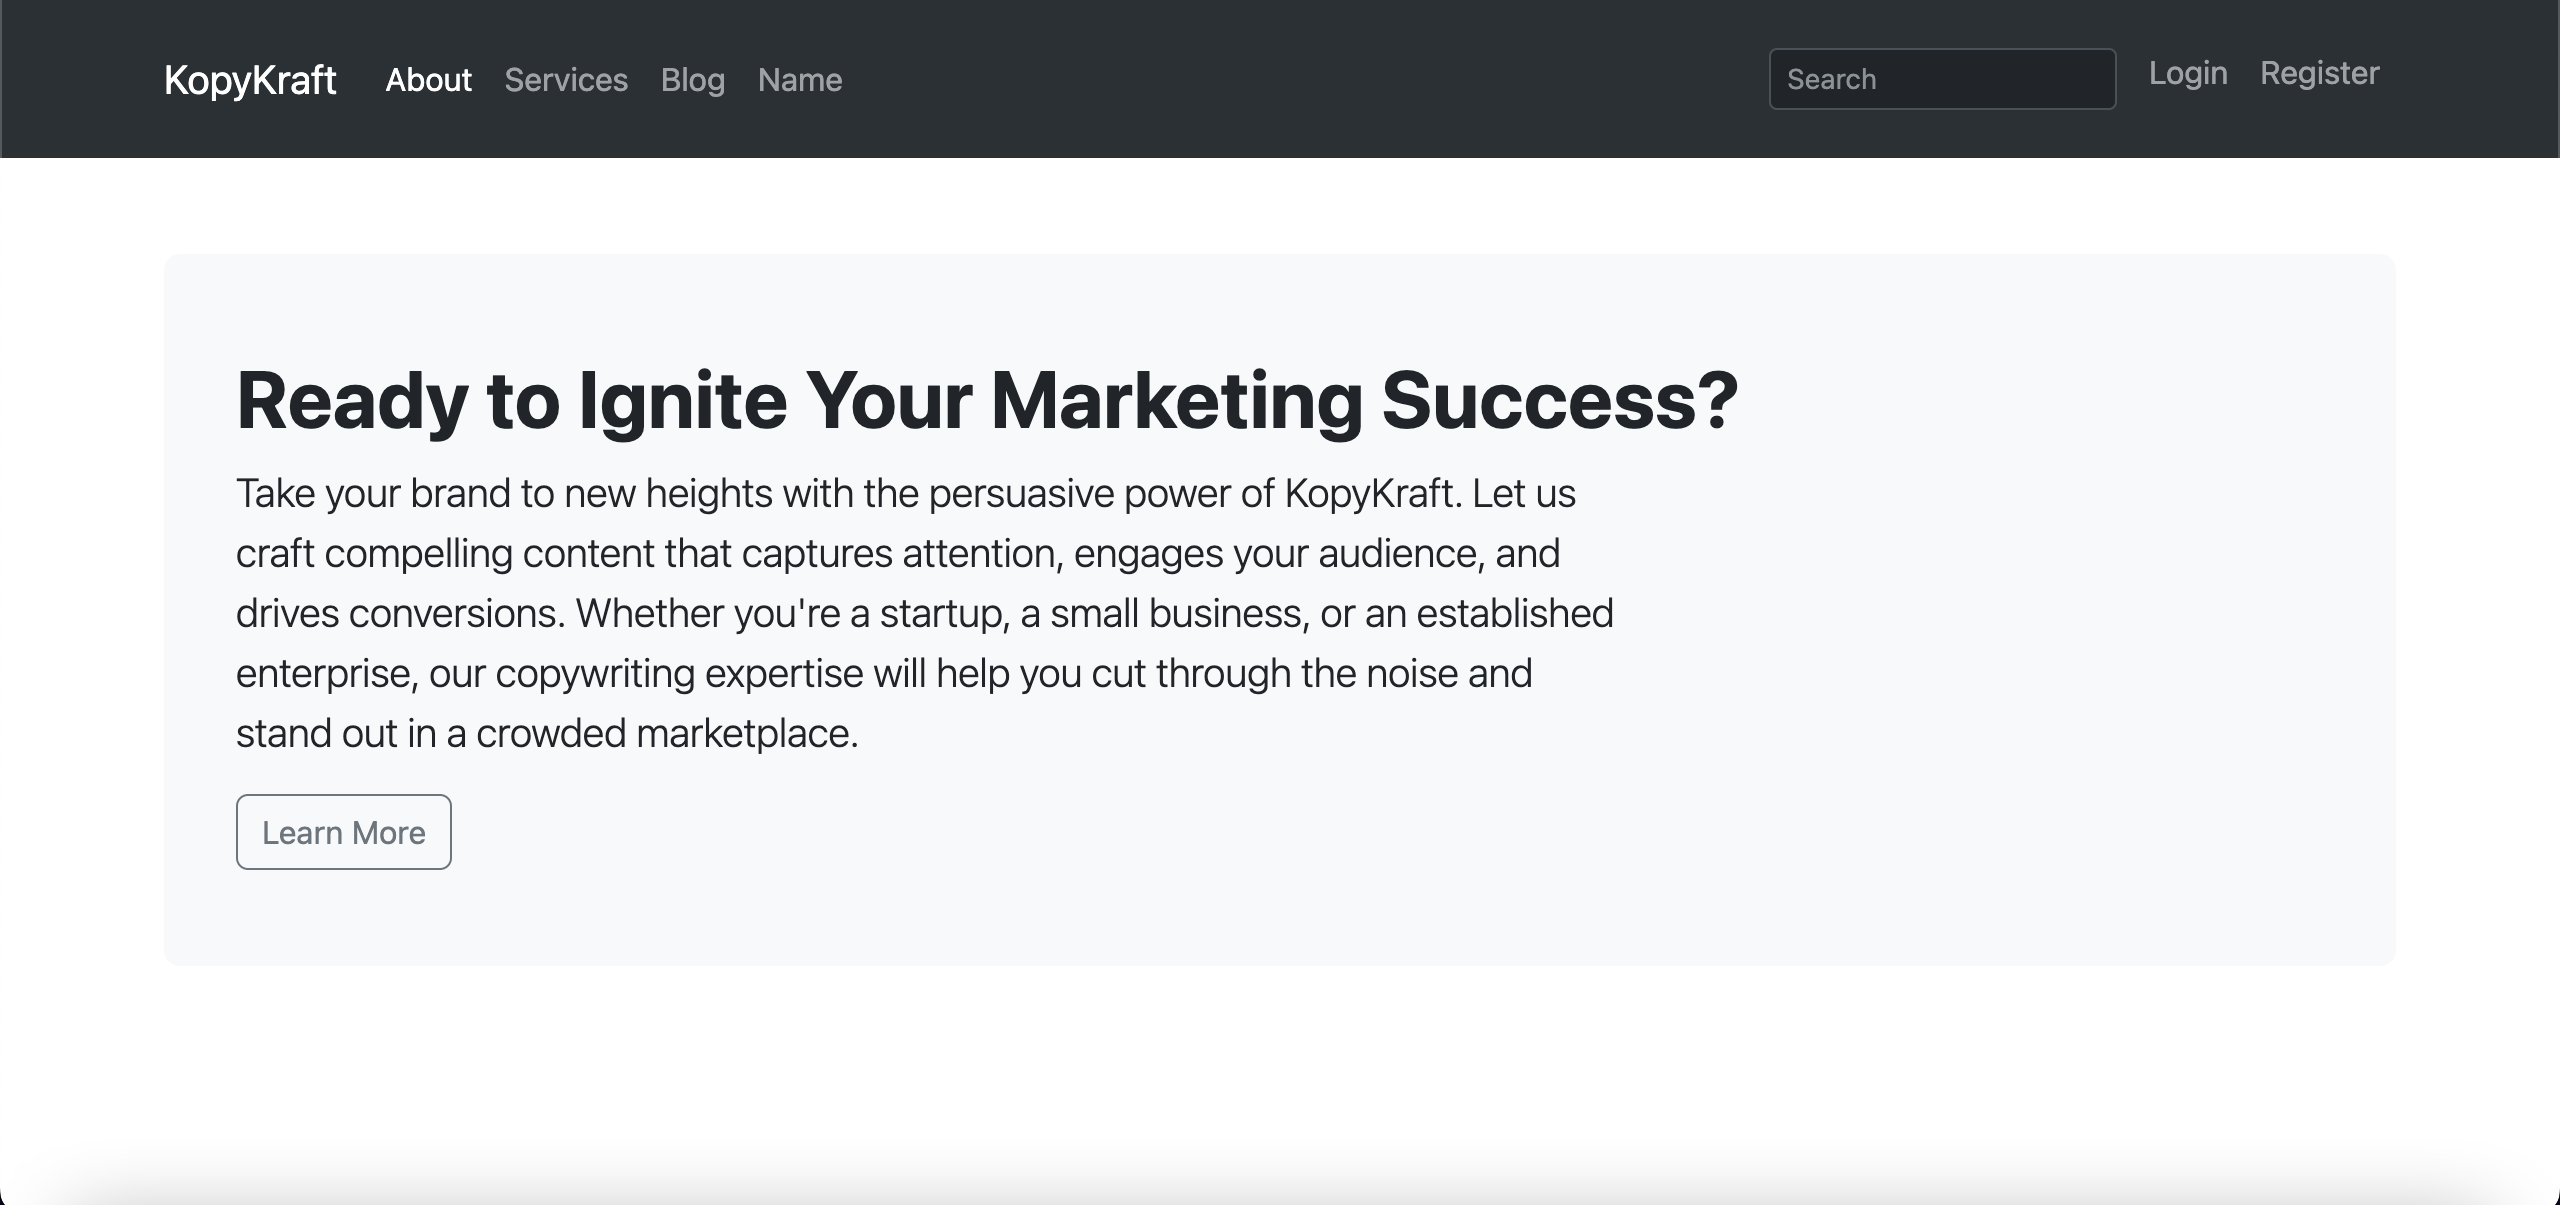 KopyKraft About Services Blog Name Search Login Register
Ready to Ignite Your Marketing Success?
Take your brand to new heights with the persuasive power of KopyKraft. Let us
craft compelling content that captures attention, engages your audience, and
drives conversions. Whether you're a startup, a small business, or an established
enterprise, our copywriting expertise will help you cut through the noise and
stand out in a crowded marketplace.
Learn More